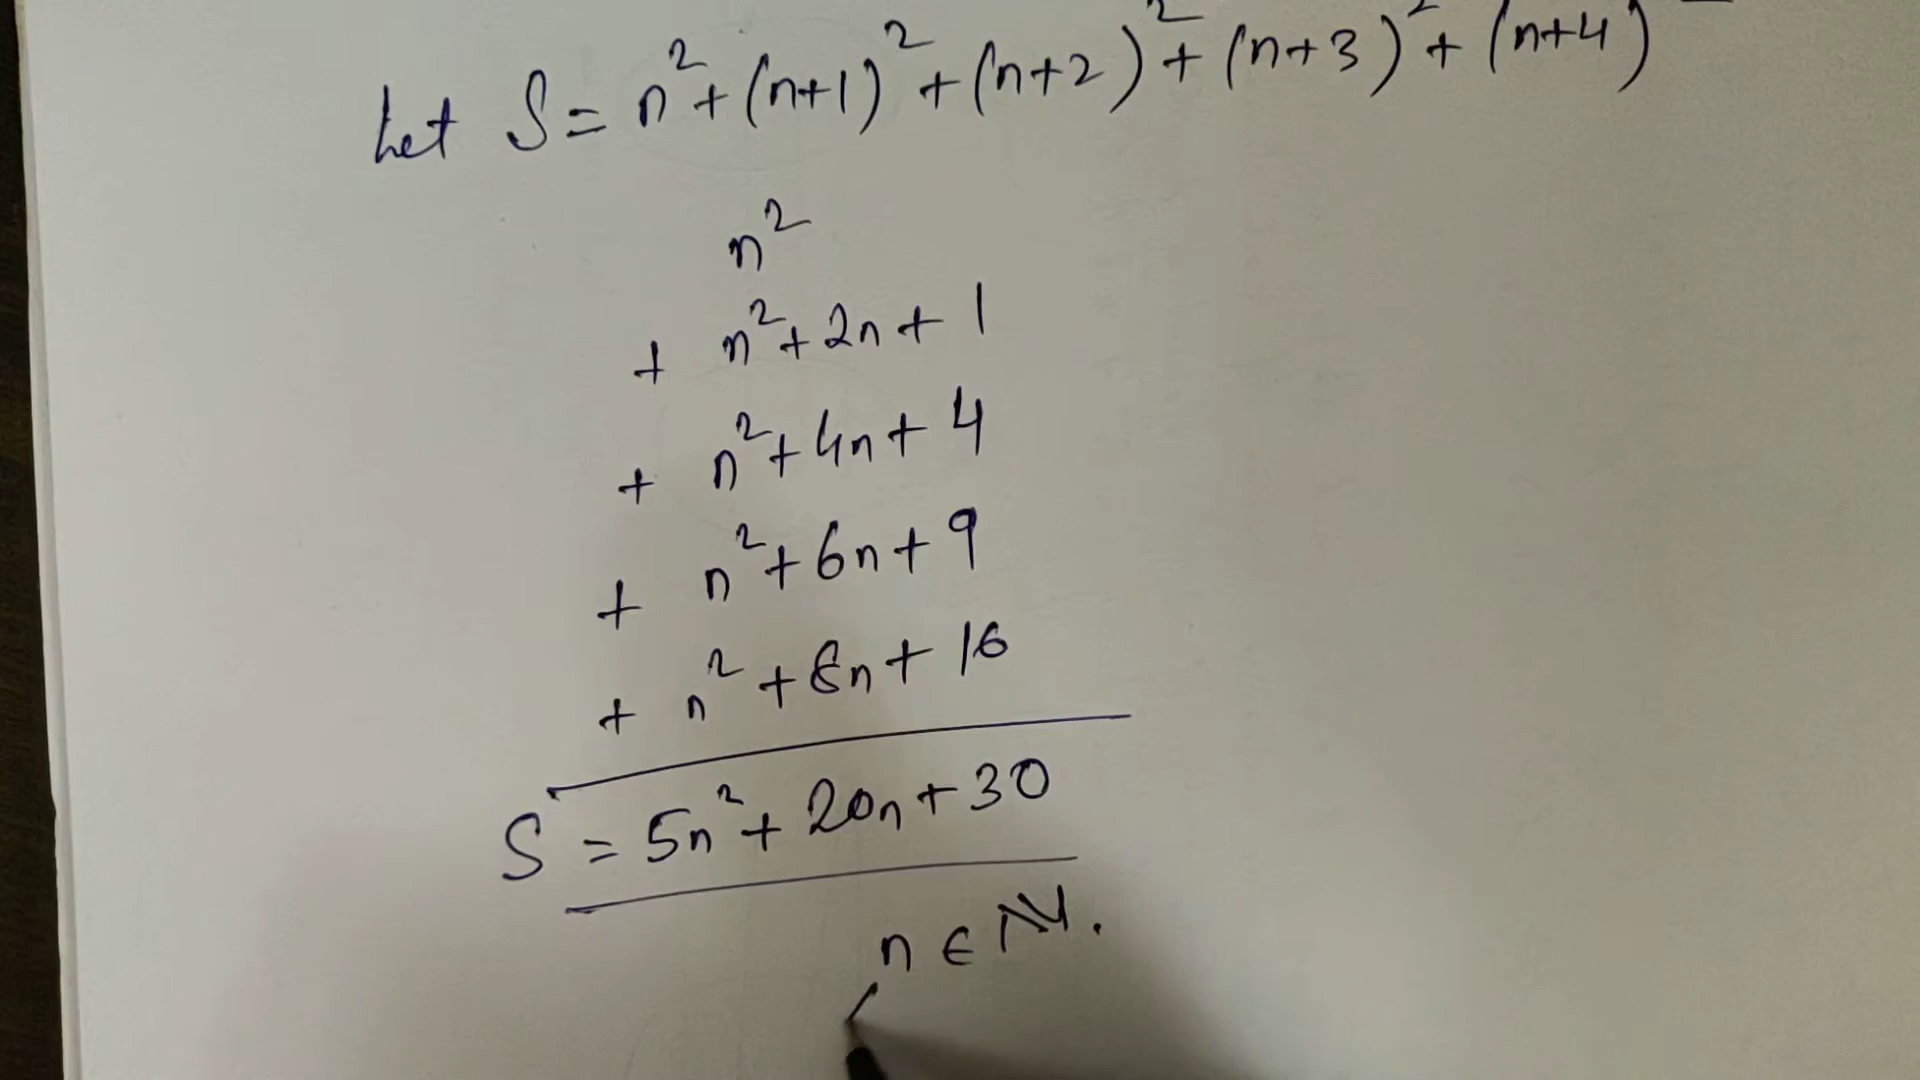 Let S = n² + (n+1)² + (n+2)² + (n+3)² + (n+4)²
n²
+ n² + 2n + 1
+ n² + 4n + 4
+ n² + 6n + 9
+ n² + 8n + 16
S = 5n² + 20n + 30
n ∈ ℕ.